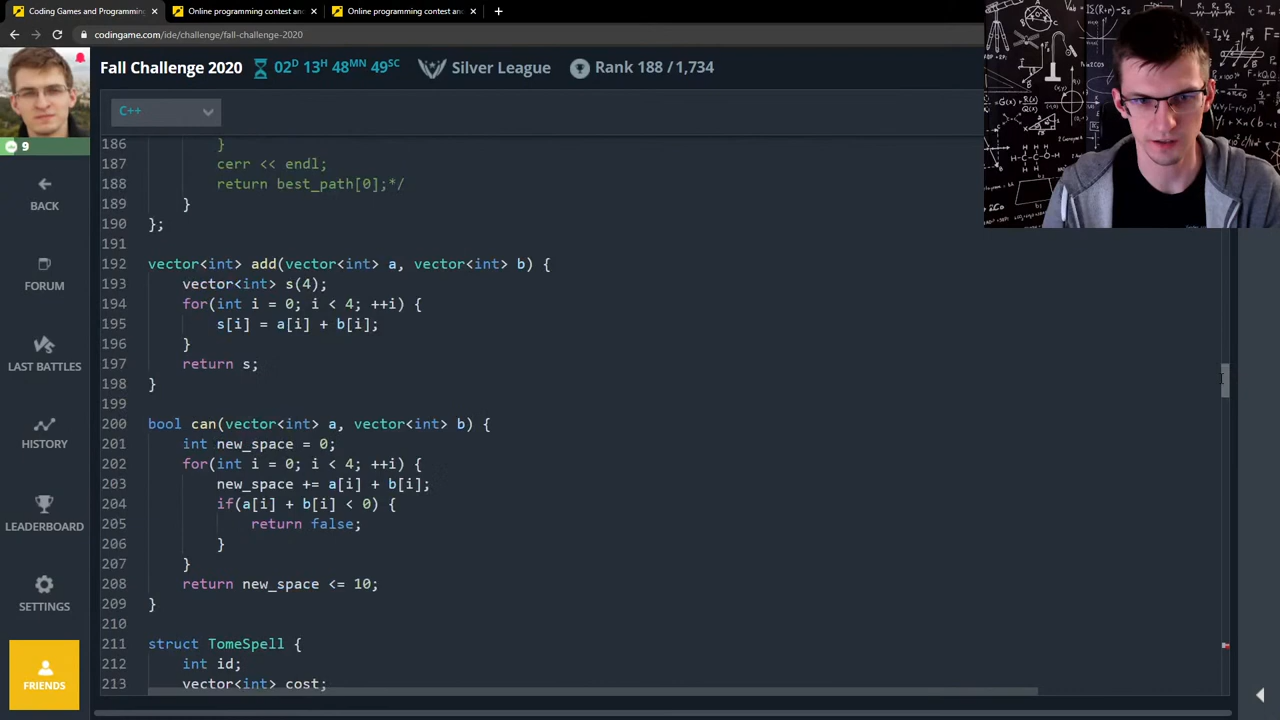 Coding Games and Programming
Online programming contest and
Online programming contest and
codingame.com/ide/challenge/fall-challenge-2020
Fall Challenge 2020
02D 13H 48MN 49SC
Silver League
Rank 188 / 1,734
9
BACK
FORUM
LAST BATTLES
HISTORY
LEADERBOARD
SETTINGS
FRIENDS
C++
186 }
187 cerr << endl;
188 return best_path[0];*/
189 }
190 };
191
192 vector<int> add(vector<int> a, vector<int> b) {
193 vector<int> s(4);
194 for(int i = 0; i < 4; ++i) {
195 s[i] = a[i] + b[i];
196 }
197 return s;
198 }
199
200 bool can(vector<int> a, vector<int> b) {
201 int new_space = 0;
202 for(int i = 0; i < 4; ++i) {
203 new_space += a[i] + b[i];
204 if(a[i] + b[i] < 0) {
205 return false;
206 }
207 }
208 return new_space <= 10;
209 }
210
211 struct TomeSpell {
212 int id;
213 vector<int> cost;